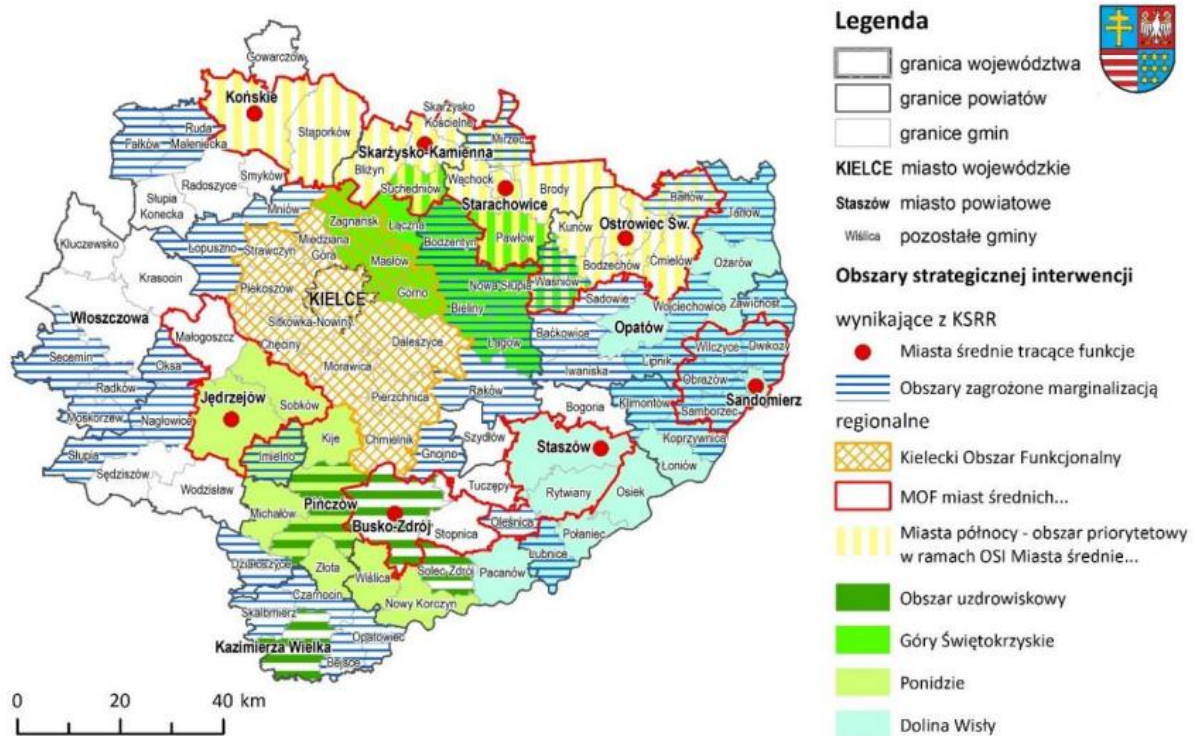 Gowarczów
Końskie
Stąporków
Ruda
Maleniecka
Fałków
Smyków
Radoszyce
Słupia
Konecka
Skarżysko
Kościelne
Skarżysko-Kamienna
Bliżyn
Suchedniów
Mirzec
Wąchock
Starachowice
Brody
Pawłów
Kunów
Ostrowiec Św.
Bodzechów
Ćmielów
Bałtów
Tarłów
Ożarów
Kluczewsko
Krasocin
Włoszczowa
Łopuszno
Mniów
Strawczyn
Miedziana
Góra
Zagnańsk
Łączna
Bodzentyn
Masłów
Górno
Piekoszów
KIELCE
Sitkówka-Nowiny
Bieliny
Nowa Słupia
Waśniów
Sadowie
Wojciechowice
Zawichost
Opatów
Baćkowice
Łagów
Daleszyce
Chęciny
Morawica
Pierzchnica
Chmielnik
Raków
Iwaniska
Lipnik
Wilczyce
Dwikozy
Obrazów
Sandomierz
Samborzec
Klimontów
Koprzywnica
Łoniów
Bogoria
Małogoszcz
Oksa
Secemin
Radków
Moskorzew
Nagłowice
Jędrzejów
Sobków
Imielno
Kije
Słupia
Sędziszów
Wodzisław
Gnojno
Szydłów
Staszów
Tuczępy
Rytwiany
Osiek
Pińczów
Michałów
Busko-Zdrój
Stopnica
Oleśnica
Połaniec
Łubnice
Działoszyce
Złota
Wiślica
Solec Zdrój
Pacanów
Czarnocin
Nowy Korczyn
Skalbmierz
Kazimierza Wielka
Opatowiec
Bejsce
0 20 40 km
Legenda
granica województwa
granice powiatów
granice gmin
KIELCE miasto wojewódzkie
Staszów miasto powiatowe
Wiślica pozostałe gminy
Obszary strategicznej interwencji
wynikające z KSRR
Miasta średnie tracące funkcje
Obszary zagrożone marginalizacją
regionalne
Kielecki Obszar Funkcjonalny
MOF miast średnich...
Miasta północy - obszar priorytetowy
w ramach OSI Miasta średnie...
Obszar uzdrowiskowy
Góry Świętokrzyskie
Ponidzie
Dolina Wisły